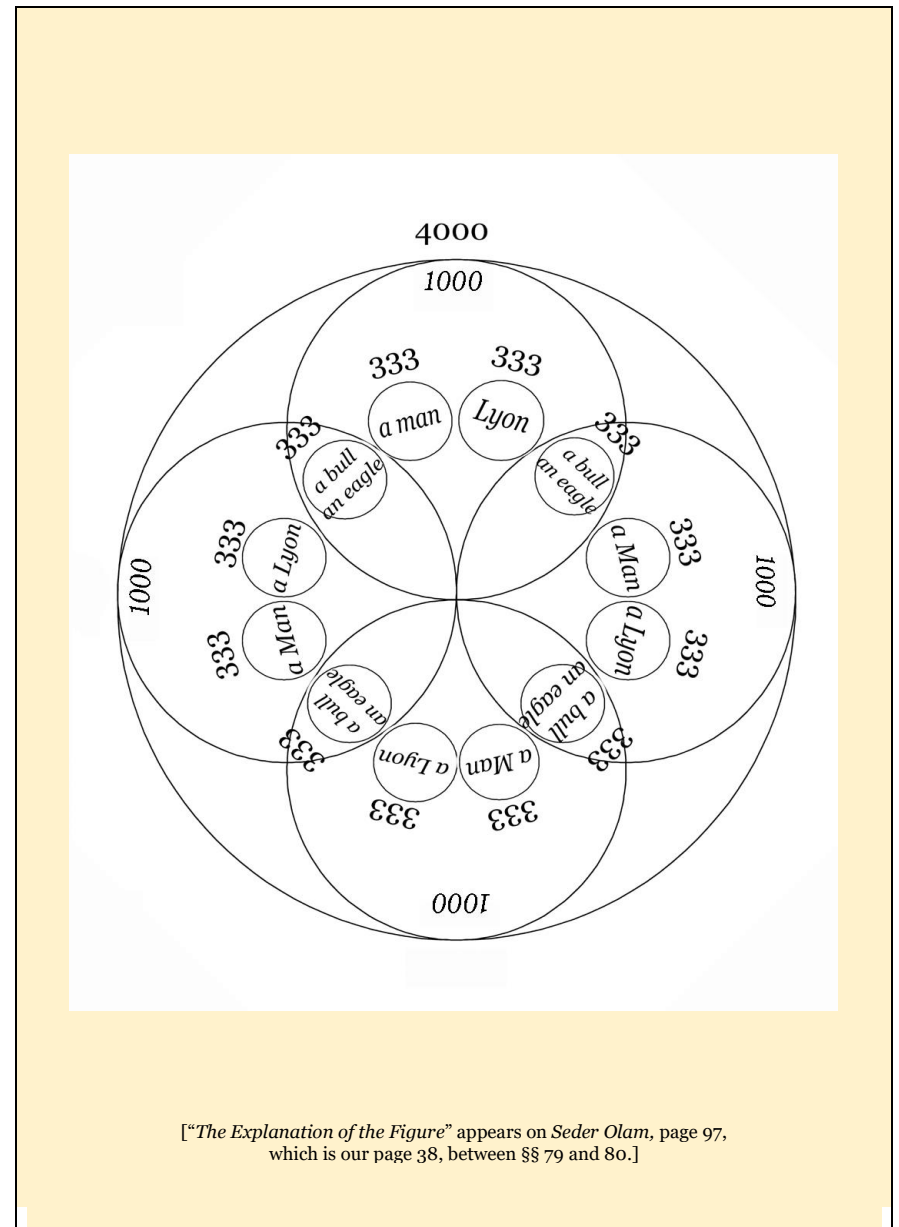 4000
1000
333
333
a man
Lyon
333
333
a bull
an eagle
a bull
an eagle
333
a Lyon
a Man
333
1000
1000
333
a Man
a Lyon
333
an eagle
a bull
an eagle
a bull
333
333
a Lyon
a Man
333
333
1000
[“The Explanation of the Figure” appears on Seder Olam, page 97,
which is our page 38, between §§ 79 and 80.]